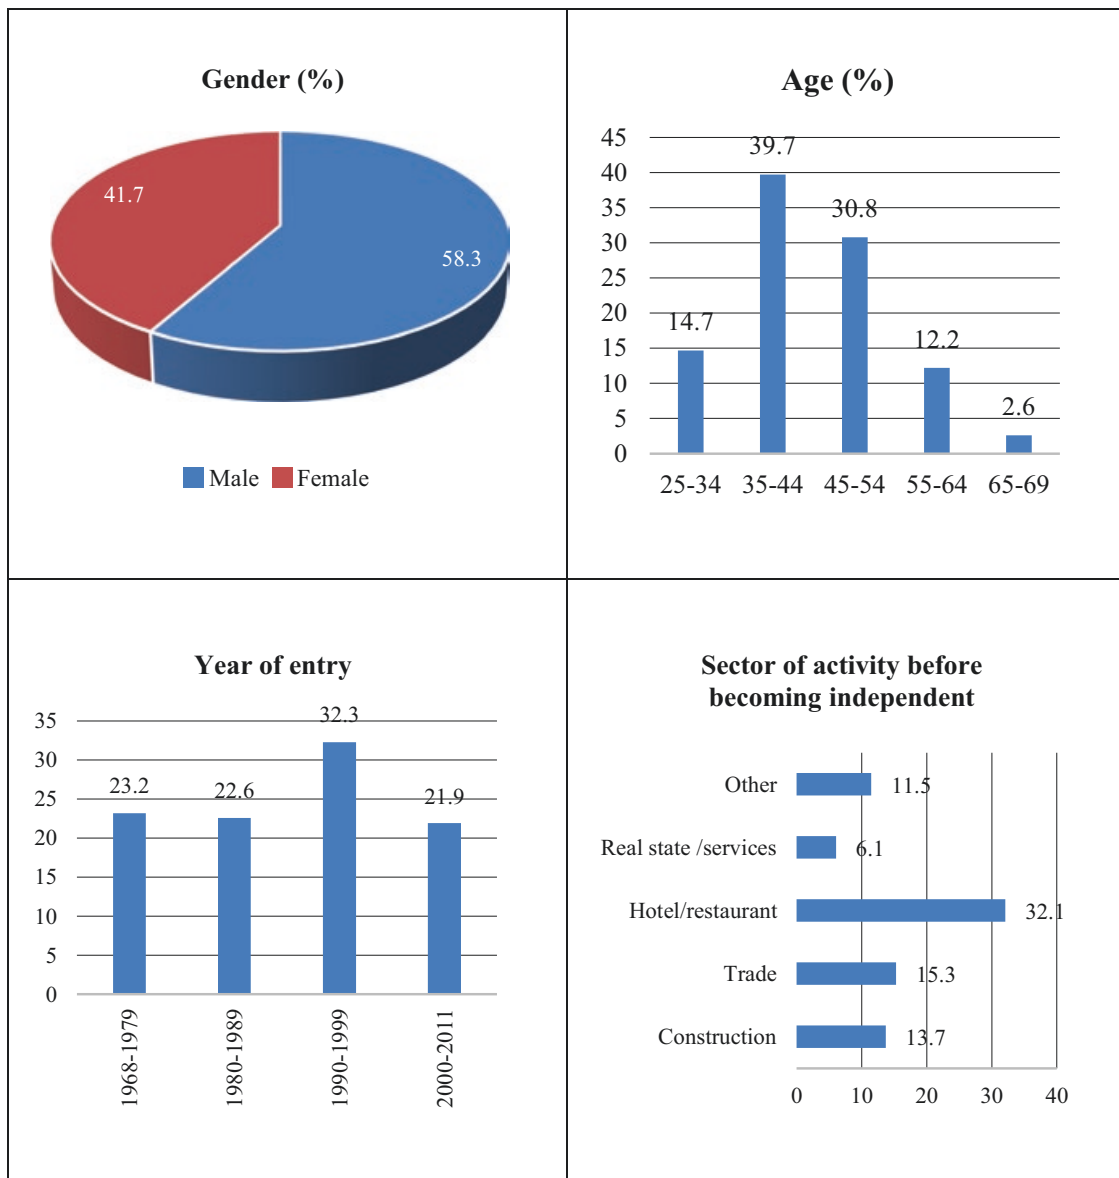 Gender (%)
41.7
58.3
Male Female
Age (%)
45
40
35
30
25
20
15
10
5
0
14.7
39.7
30.8
12.2
2.6
25-34 35-44 45-54 55-64 65-69
Year of entry
35
30
25
20
15
10
5
0
23.2
22.6
32.3
21.9
1968-1979
1980-1989
1990-1999
2000-2011
Sector of activity before
becoming independent
Other 11.5
Real state /services 6.1
Hotel/restaurant 32.1
Trade 15.3
Construction 13.7
0 10 20 30 40